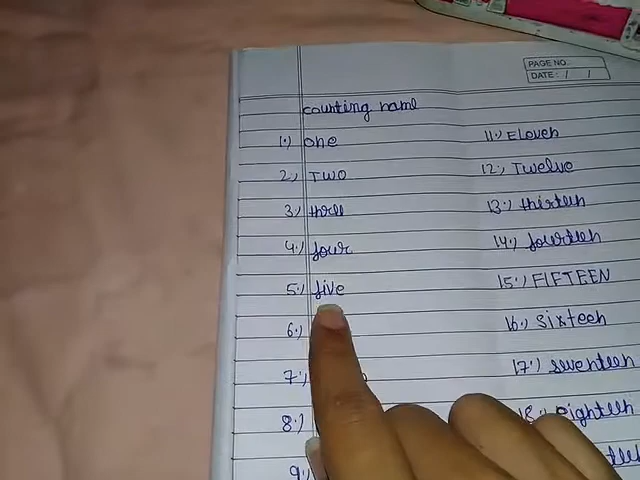 PAGE NO.
DATE: / /
counting name
1.) one
2.) TWO
3.) three
4.) four
5.) five
6.)
7.)
8.)
9.)
11.) Eleven
12.) Twelve
13.) thirteen
14.) fourteen
15.) FIFTEEN
16.) sixteen
17.) seventeen
18.) eighteen